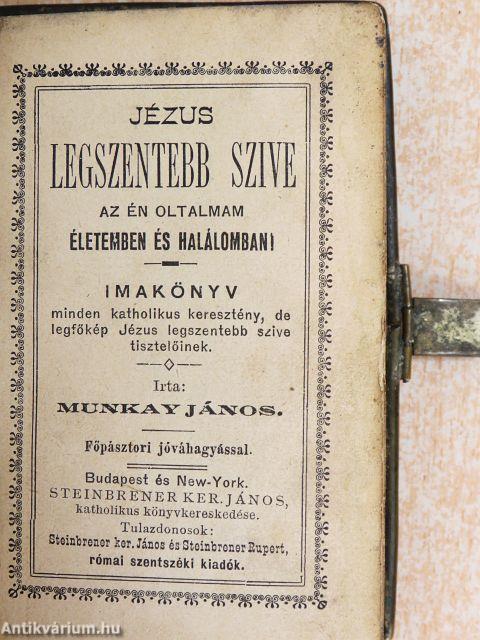 JÉZUS
LEGSZENTEBB SZIVE
AZ ÉN OLTALMAM
ÉLETEMBEN ÉS HALÁLOMBAN!
IMAKÖNYV
minden katholikus keresztény, de
legfőkép Jézus legszentebb szive
tisztelőinek.
Irta:
MUNKAY JÁNOS.
Főpásztori jóváhagyással.
Budapest és New-York.
STEINBRENER KER. JÁNOS,
katholikus könyvkereskedése.
Tulazdonosok:
Steinbrener ker. János és Steinbrener Rupert,
római szentszéki kiadók.
Antikvárium.hu